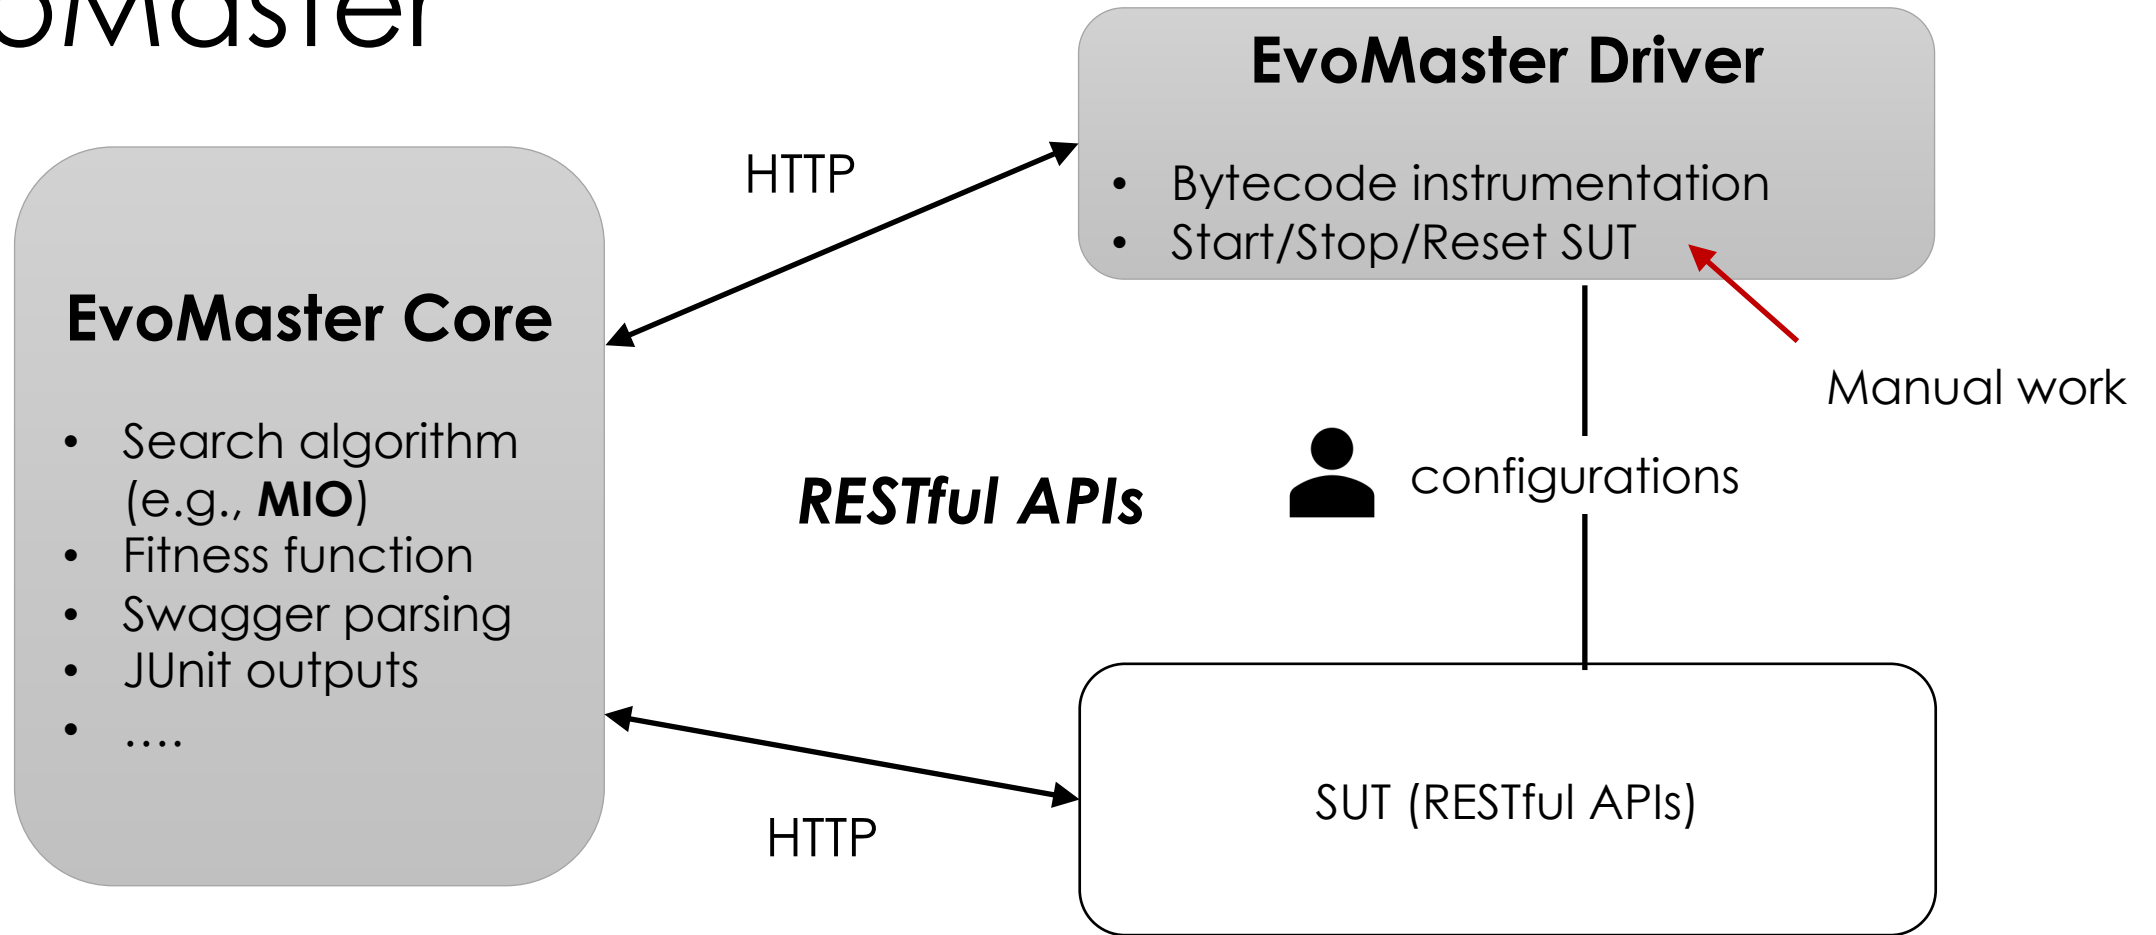 EvoMaster Driver
HTTP
• Bytecode instrumentation
• Start/Stop/Reset SUT
EvoMaster Core
Manual work
• Search algorithm
(e.g., MIO)
• Fitness function
• Swagger parsing
• JUnit outputs
• ....
RESTful APIs
configurations
SUT (RESTful APIs)
HTTP